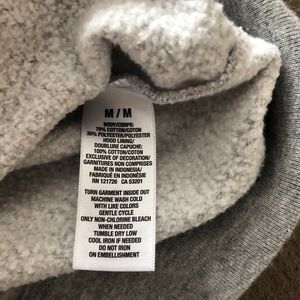 M / M
BODY/CORPS:
70% COTTON/COTON
30% POLYESTER/POLYESTER
HOOD LINING/
DOUBLURE CAPUCHE:
100% COTTON/COTON
EXCLUSIVE OF DECORATION/
GARNITURES NON COMPRISES
MADE IN INDONESIA/
FABRIQUÉ EN INDONÉSIE
RN 121726 CA 53201
TURN GARMENT INSIDE OUT
MACHINE WASH COLD
WITH LIKE COLORS
GENTLE CYCLE
ONLY NON-CHLORINE BLEACH
WHEN NEEDED
TUMBLE DRY LOW
COOL IRON IF NEEDED
DO NOT IRON
ON EMBELLISHMENT